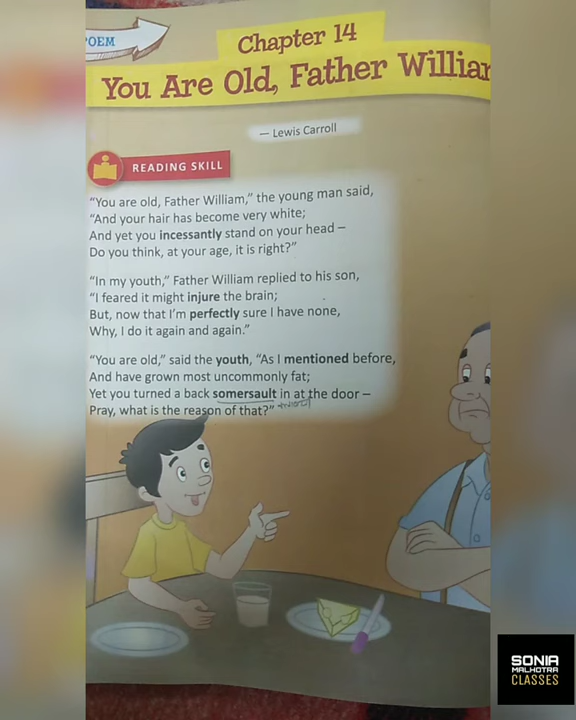 POEM
Chapter 14
You Are Old, Father William
— Lewis Carroll
READING SKILL
“You are old, Father William,” the young man said,
“And your hair has become very white;
And yet you incessantly stand on your head –
Do you think, at your age, it is right?”
“In my youth,” Father William replied to his son,
“I feared it might injure the brain;
But, now that I’m perfectly sure I have none,
Why, I do it again and again.”
“You are old,” said the youth, “As I mentioned before,
And have grown most uncommonly fat;
Yet you turned a back somersault in at the door –
Pray, what is the reason of that?”
SONIA
MALHOTRA
CLASSES